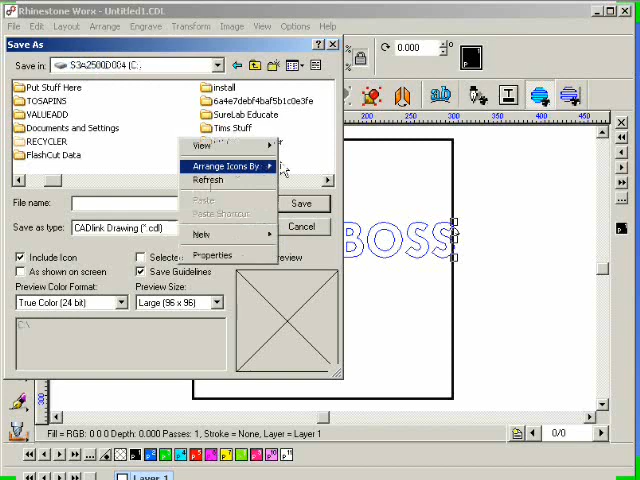 Rhinestone Worx - Untitled1.CDL
File Edit Layout Arrange Engrave Transform Image View Options Help
Save As
Save in: S3A2500D004 (C:)
0.000
Put Stuff Here
install
TOSAPINS
6a4e7debf4baf5b1c0e3fe
VALUEADD
SureLab Educate
Documents and Settings
Tims Stuff
RECYCLER
FlashCut Data
View
Arrange Icons By
Refresh
Paste
Paste Shortcut
New
Properties
File name:
Save
Save as type: CADlink Drawing (*.cdl)
Cancel
Include Icon
As shown on screen
Save Guidelines
Preview Color Format:
Preview Size:
True Color (24 bit)
Large (96 x 96)
C:\
ab
200 250 300 350 400
BOSS
300
Fill = RGB: 0 0 0 Depth: 0.000 Passes: 1, Stroke = None, Layer = Layer 1
0/0
Layer 1